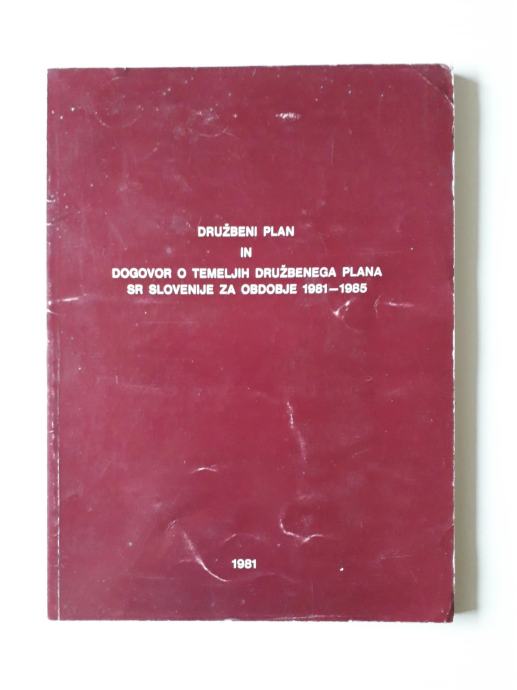 DRUŽBENI PLAN
IN
DOGOVOR O TEMELJIH DRUŽBENEGA PLANA
SR SLOVENIJE ZA OBDOBJE 1981—1985
1981